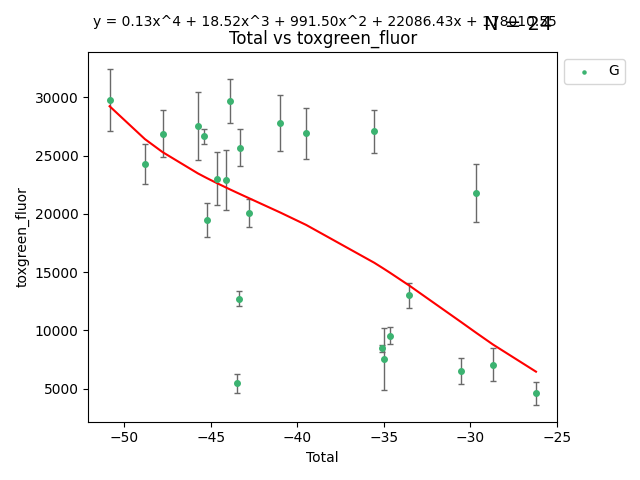 y = 0.13x^4 + 18.52x^3 + 991.50x^2 + 22086.43x +
N = 24
Total vs toxgreen_fluor
G
30000
25000
20000
15000
10000
5000
toxgreen_fluor
−50
−45
−40
−35
−30
−25
Total